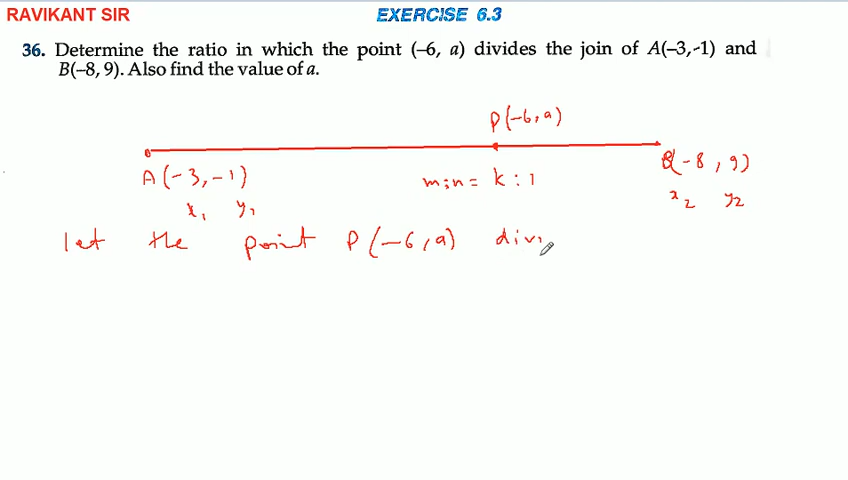 RAVIKANT SIR
EXERCISE 6.3
36. Determine the ratio in which the point (–6, a) divides the join of A(–3,-1) and
B(–8, 9). Also find the value of a.
P(-6,a)
A(-3,-1)
m:n = k:1
B(-8, 9)
x₁ y₁
x₂ y₂
let the point P(-6,a) divi